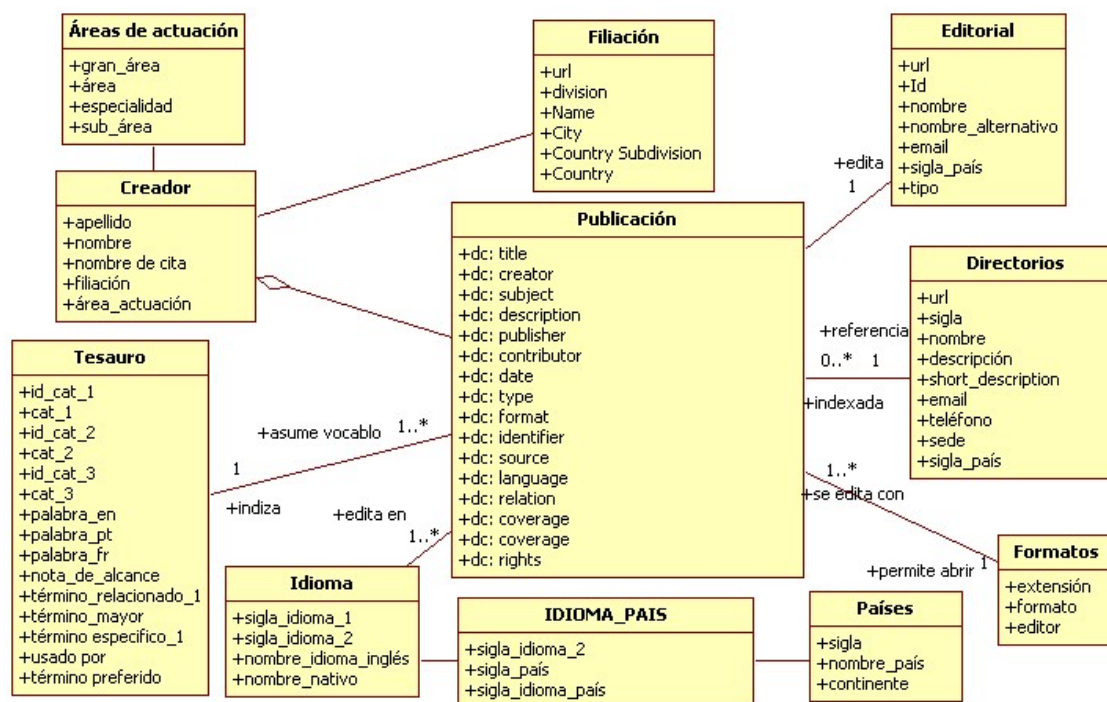 Áreas de actuación
+gran_área
+área
+especialidad
+sub_área
Filiación
+url
+division
+Name
+City
+Country Subdivision
+Country
Editorial
+url
+Id
+nombre
+nombre_alternativo
+email
+sigla_país
+tipo
+edita
1
Creador
+apellido
+nombre
+nombre de cita
+filiación
+área_actuación
Publicación
+dc: title
+dc: creator
+dc: subject
+dc: description
+dc: publisher
+dc: contributor
+dc: date
+dc: type
+dc: format
+dc: identifier
+dc: source
+dc: language
+dc: relation
+dc: coverage
+dc: coverage
+dc: rights
Directorios
+url
+sigla
+nombre
+descripción
+short_description
+email
+teléfono
+sede
+sigla_país
+referencia
0..* 1
+indexada
Tesauro
+id_cat_1
+cat_1
+id_cat_2
+cat_2
+id_cat_3
+cat_3
+palabra_en
+palabra_pt
+palabra_fr
+nota_de_alcance
+término_relacionado_1
+término_mayor
+término especifico_1
+usado por
+término preferido
+asume vocablo 1..*
1
+indiza
+edita en
1..*
1..*
+se edita con
+permite abrir 1
Formatos
+extensión
+formato
+editor
Idioma
+sigla_idioma_1
+sigla_idioma_2
+nombre_idioma_inglés
+nombre_nativo
IDIOMA_PAIS
+sigla_idioma_2
+sigla_país
+sigla_idioma_país
Países
+sigla
+nombre_país
+continente